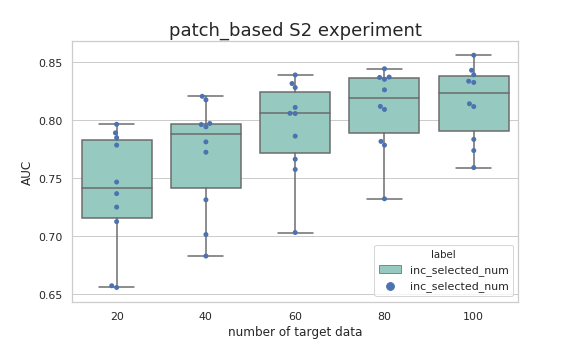 patch_based S2 experiment
AUC
0.85
0.80
0.75
0.70
0.65
20 40 60 80 100
number of target data
label
inc_selected_num
inc_selected_num